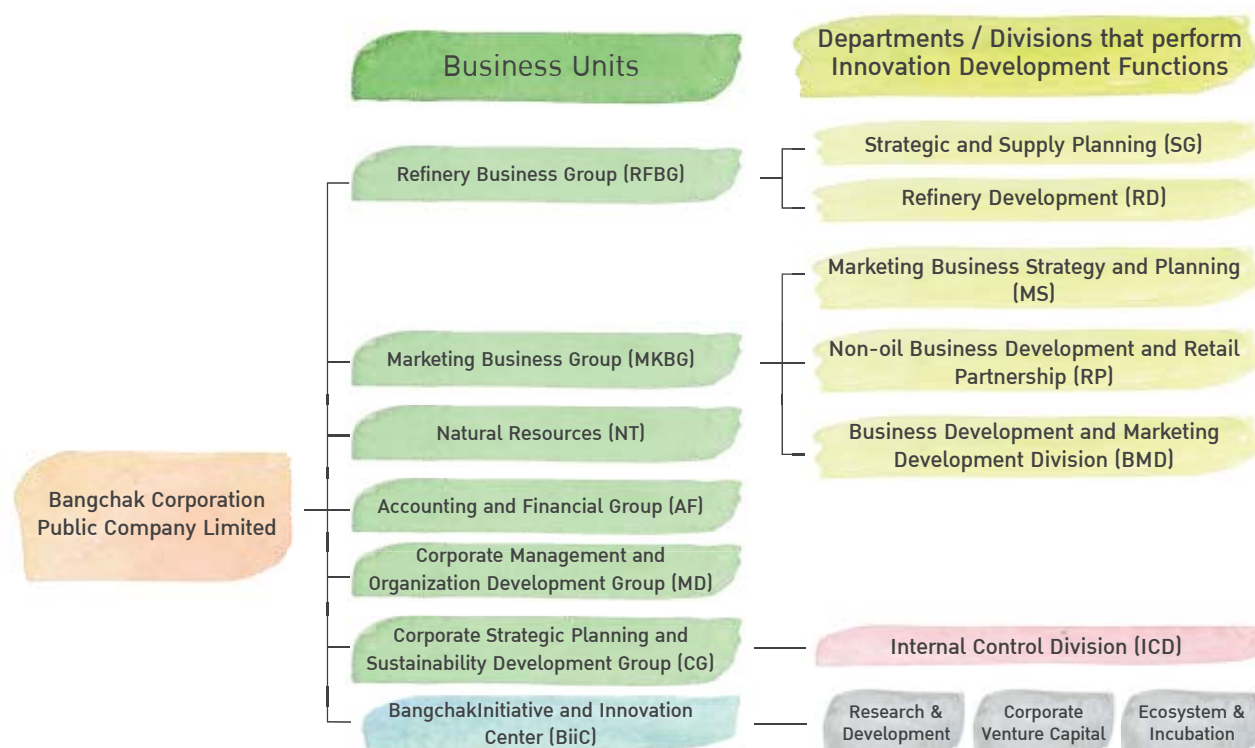 Business Units
Departments / Divisions that perform
Innovation Development Functions
Refinery Business Group (RFBG)
Strategic and Supply Planning (SG)
Refinery Development (RD)
Marketing Business Group (MKBG)
Marketing Business Strategy and Planning
(MS)
Non-oil Business Development and Retail
Partnership (RP)
Business Development and Marketing
Development Division (BMD)
Natural Resources (NT)
Bangchak Corporation
Public Company Limited
Accounting and Financial Group (AF)
Corporate Management and
Organization Development Group (MD)
Corporate Strategic Planning and
Sustainability Development Group (CG)
Internal Control Division (ICD)
BangchakInitiative and Innovation
Center (BiiC)
Research &
Development
Corporate
Venture Capital
Ecosystem &
Incubation